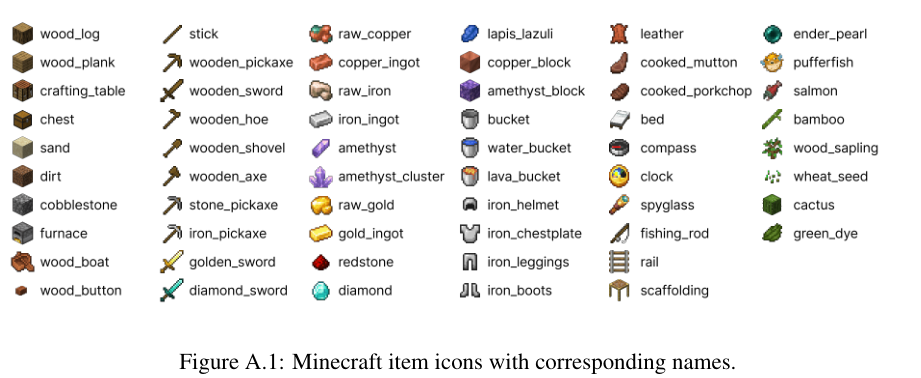 wood_log stick raw_copper lapis_lazuli leather ender_pearl
wood_plank wooden_pickaxe copper_ingot copper_block cooked_mutton pufferfish
crafting_table wooden_sword raw_iron amethyst_block cooked_porkchop salmon
chest wooden_hoe iron_ingot bucket bed bamboo
sand wooden_shovel amethyst water_bucket compass wood_sapling
dirt wooden_axe amethyst_cluster lava_bucket clock wheat_seed
cobblestone stone_pickaxe raw_gold iron_helmet spyglass cactus
furnace iron_pickaxe gold_ingot iron_chestplate fishing_rod green_dye
wood_boat golden_sword redstone iron_leggings rail
wood_button diamond_sword diamond iron_boots scaffolding
Figure A.1: Minecraft item icons with corresponding names.